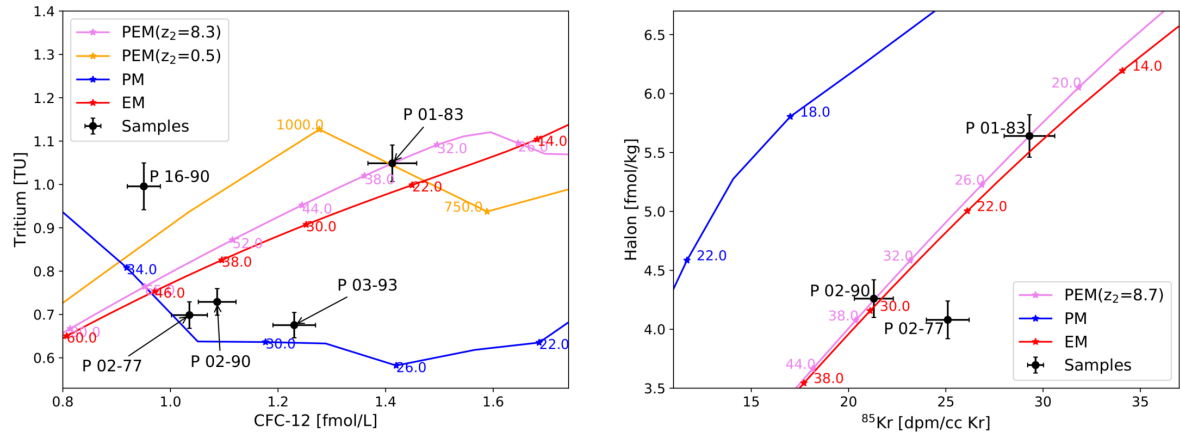 1.4
1.3
1.2
1.1
1.0
0.9
0.8
0.7
0.6
Tritium [TU]
PEM(z₂=8.3)
PEM(z₂=0.5)
PM
EM
Samples
P 16-90
1000.0
P 01-83
32.0
26.0
14.0
38.0
22.0
750.0
44.0
30.0
52.0
38.0
34.0
46.0
60.0
P 03-93
30.0
26.0
22.0
P 02-77
P 02-90
0.8
1.0
1.2
1.4
1.6
CFC-12 [fmol/L]
6.5
6.0
5.5
5.0
4.5
4.0
3.5
Halon [fmol/kg]
18.0
22.0
20.0
14.0
P 01-83
26.0
22.0
32.0
P 02-90
30.0
38.0
P 02-77
44.0
38.0
PEM(z₂=8.7)
PM
EM
Samples
15
20
25
30
35
⁸⁵Kr [dpm/cc Kr]